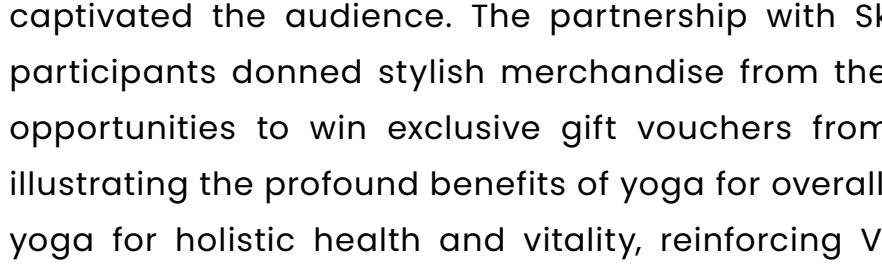 captivated the audience. The partnership with
participants donned stylish merchandise from the
opportunities to win exclusive gift vouchers from
illustrating the profound benefits of yoga for overall
yoga for holistic health and vitality, reinforcing